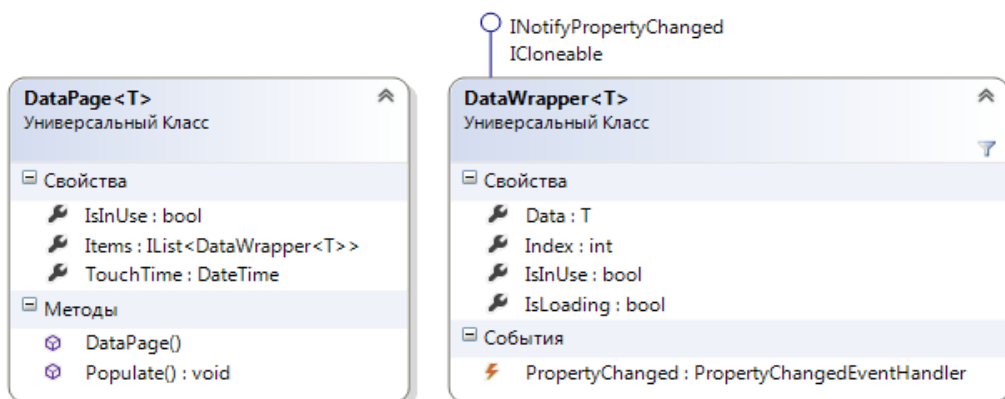 INotifyPropertyChanged
ICloneable
DataPage<T>
Универсальный Класс
Свойства
IsInUse : bool
Items : IList<DataWrapper<T>>
TouchTime : DateTime
Методы
DataPage()
Populate() : void
DataWrapper<T>
Универсальный Класс
Свойства
Data : T
Index : int
IsInUse : bool
IsLoading : bool
События
PropertyChanged : PropertyChangedEventHandler